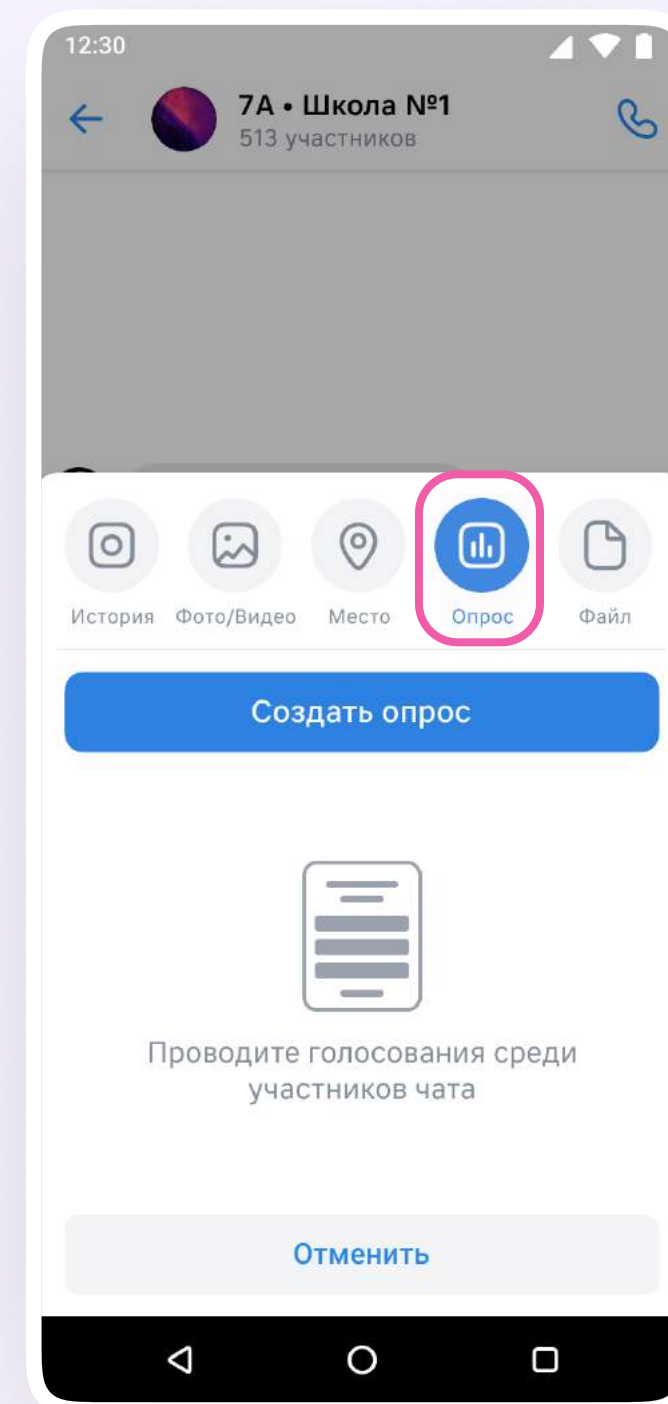 12:30
7А • Школа №1
513 участников
История Фото/Видео Место Опрос Файл
Создать опрос
Проводите голосования среди
участников чата
Отменить